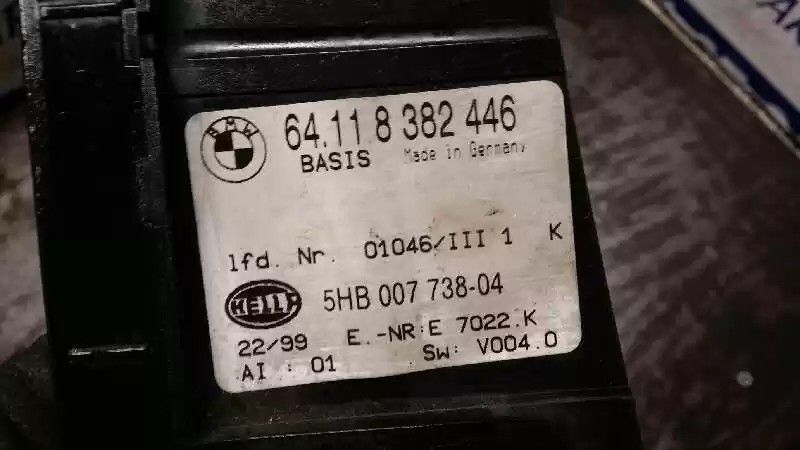 BMW
64.11 8 382 446
BASIS Made in Germany
lfd. Nr. 01046/III 1 K
HELLA
5HB 007 738-04
22/99 E.-NR:E 7022.K
AI : 01 SW: V004.0